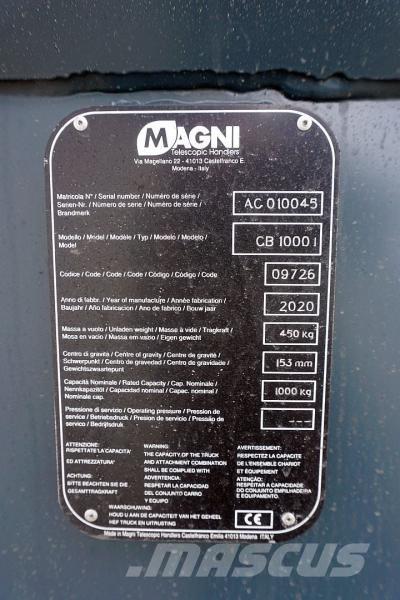 MAGNI
Telescopic Handlers
Via Magellano 22 - 41013 Castelfranco E.
Modena - Italy
Matricola N° / Serial number / Numéro de série /
Serien-Nr. / Número de serie / Número de série /
Brandmerk
AC 010045
Modello / Model / Modèle / Typ / Modelo / Modelo /
Model
CB 1000 I
Codice / Code / Code / Code / Código / Código / Code
09726
Anno di fabbr. / Year of manufacture / Année fabrication /
Baujahr / Año fabricación / Ano de fabrico / Bouw jaar
2020
Massa a vuoto / Unladen weight / Masse à vide / Tragkraft /
Mosa en vacio / Massa em vazio / Eigen gewicht
450 kg
Centro di gravità / Centre of gravity / Centre de gravité /
Schwerpunkt / Centro de gravedad / Centro de gravidade /
Gewichtszwaartepunkt
153 mm
Capacità Nominale / Rated Capacity / Cap. Nominale /
Nennkapazität / Capacidad nominal / Capac. nominal /
Nominale cap.
1000 kg
Pressione di servizio / Operating pressure / Pression de
service / Betriebsdruck / Presión de servicio / Pressão de
servico / Bedrijfsdruk
---
ATTENZIONE:
RISPETTATE LA CAPACITA'
ED ATTREZZATURA'
ACHTUNG:
BITTE BEACHTEN SIE DIE
GESAMTTRAGKRAFT
WARNING:
THE CAPACITY OF THE TRUCK
AND ATTACHMENT COMBINATION
SHALL BE COMPLIED WITH
ADVERTENCIA:
RESPETAR LA CAPACIDAD
DEL CONJUNTO CARRO
Y EQUIPO
AVERTISSEMENT:
RESPECTEZ LA CAPACITE
DE L'ENSEMBLE CHARIOT
ET EQUIPEMENT
ATENÇÃO:
RESPEITAR A CAPACIDADE
DO CONJUNTO EMPILHADEIRA
E EQUIPAMENTO.
WAARSCHUWING:
HOUD U AAN DE CAPACITEIT VAN HET GEHEEL
HEF TRUCK EN UITRUSTING
CE
Made in Magni Telescopic Handlers Castelfranco Emilia 41013 Modena ITALY
MASCUS